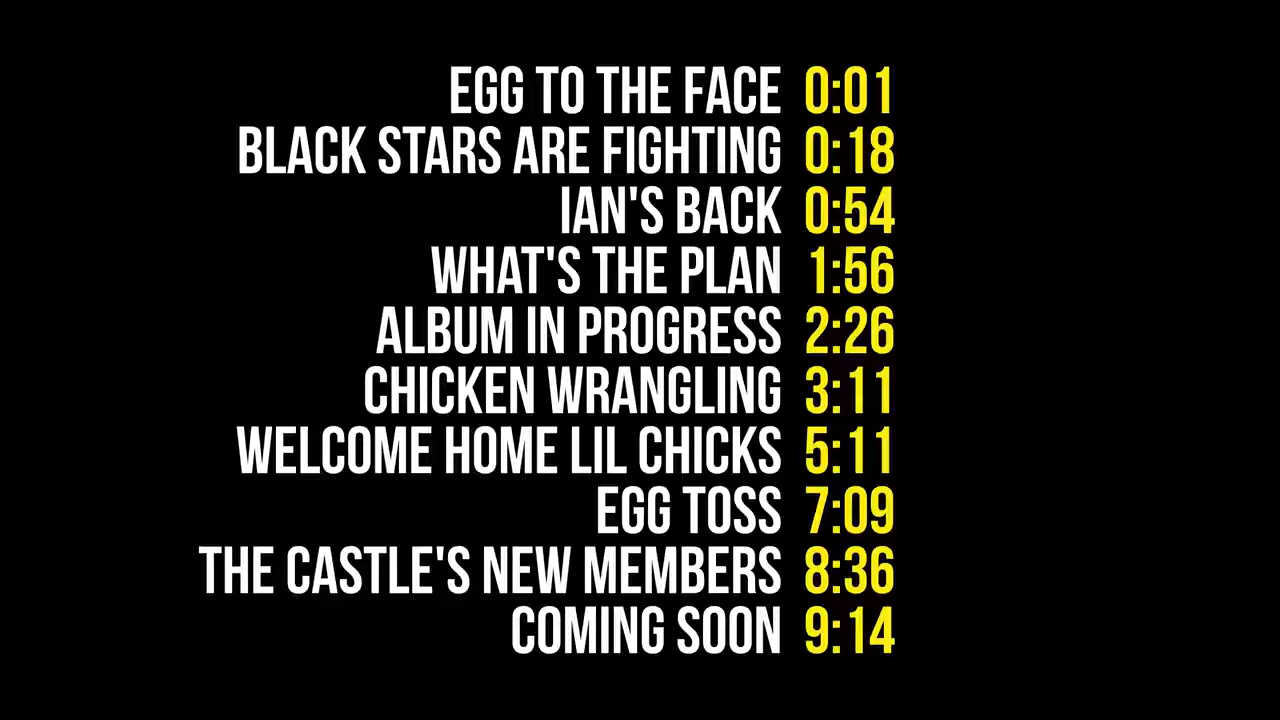 EGG TO THE FACE 0:01
BLACK STARS ARE FIGHTING 0:18
IAN'S BACK 0:54
WHAT'S THE PLAN 1:56
ALBUM IN PROGRESS 2:26
CHICKEN WRANGLING 3:11
WELCOME HOME LIL CHICKS 5:11
EGG TOSS 7:09
THE CASTLE'S NEW MEMBERS 8:36
COMING SOON 9:14